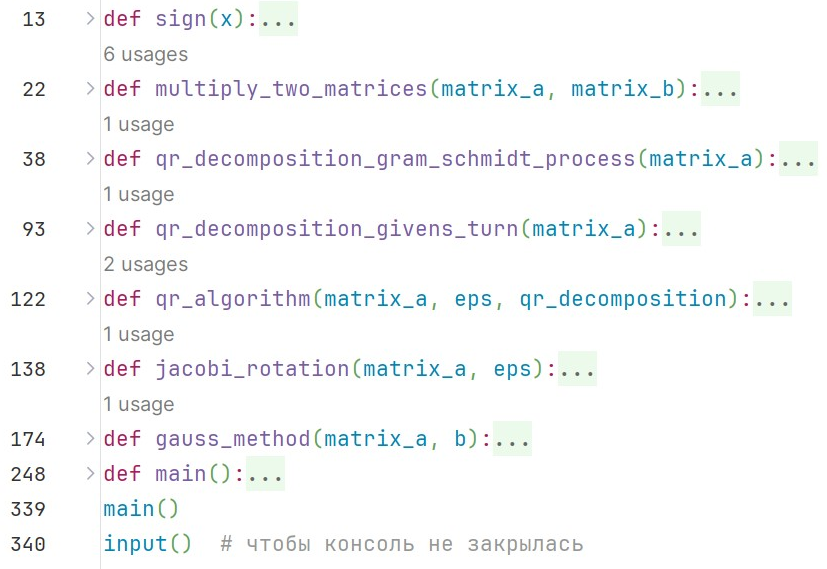 13 def sign(x):...
6 usages
22 def multiply_two_matrices(matrix_a, matrix_b):...
1 usage
38 def qr_decomposition_gram_schmidt_process(matrix_a):...
1 usage
93 def qr_decomposition_givens_turn(matrix_a):...
2 usages
122 def qr_algorithm(matrix_a, eps, qr_decomposition):...
1 usage
138 def jacobi_rotation(matrix_a, eps):...
1 usage
174 def gauss_method(matrix_a, b):...
248 def main():...
339 main()
340 input()  # чтобы консоль не закрылась